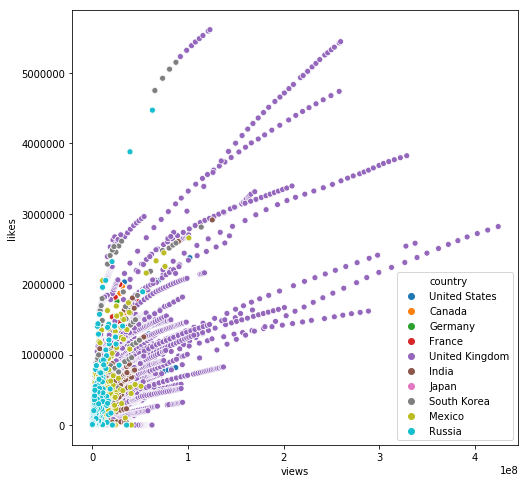 5000000
4000000
3000000
2000000
1000000
0
likes
0
1
2
3
4
1e8
views
country
United States
Canada
Germany
France
United Kingdom
India
Japan
South Korea
Mexico
Russia